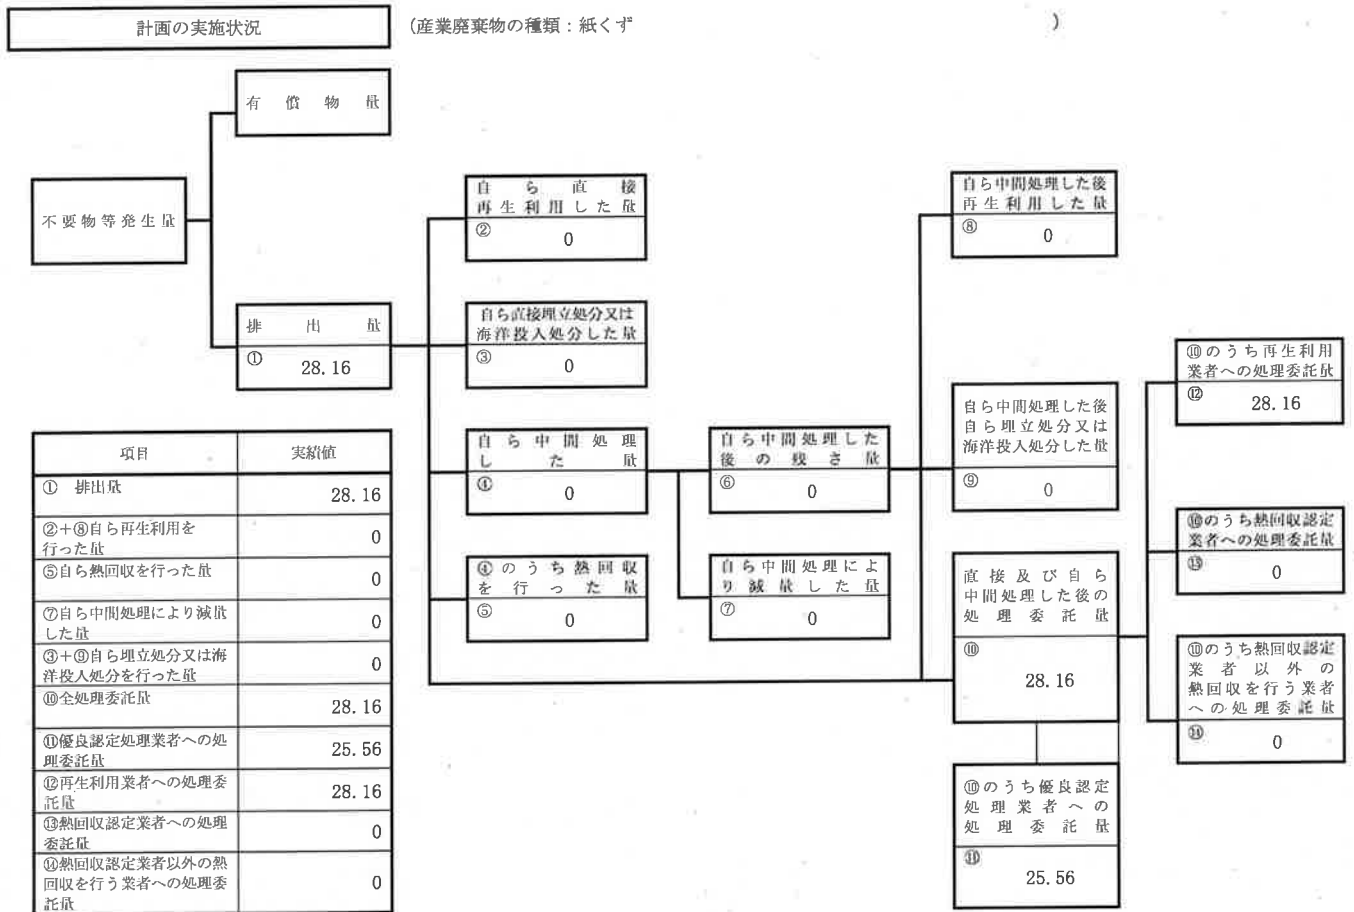 計画の実施状況
(産業廃棄物の種類:紙くず )
有償物量
不要物等発生量
排出量
① 28.16
自ら直接
再生利用した量
② 0
自ら直接埋立処分又は
海洋投入処分した量
③ 0
自ら中間処理
した量
④ 0
④のうち熱回収
を行った量
⑤ 0
自ら中間処理した
後の残さ量
⑥ 0
自ら中間処理によ
り減量した量
⑦ 0
自ら中間処理した後
再生利用した量
⑧ 0
自ら中間処理した後
自ら埋立処分又は
海洋投入処分した量
⑨ 0
直接及び自ら
中間処理した後の
処理委託量
⑩
28.16
⑩のうち優良認定
処理業者への
処理委託量
⑪
25.56
⑩のうち再生利用
業者への処理委託量
⑫ 28.16
⑩のうち熱回収認定
業者への処理委託量
⑬ 0
⑩のうち熱回収認定
業者以外の
熱回収を行う業者
への処理委託量
⑭ 0
項目 実績値
① 排出量 28.16
②+⑧自ら再生利用を
行った量 0
⑤自ら熱回収を行った量 0
⑦自ら中間処理により減量
した量 0
③+⑨自ら埋立処分又は海
洋投入処分を行った量 0
⑩全処理委託量 28.16
⑪優良認定処理業者への処
理委託量 25.56
⑫再生利用業者への処理委
託量 28.16
⑬熱回収認定業者への処理
委託量 0
⑭熱回収認定業者以外の熱
回収を行う業者への処理委
託量 0